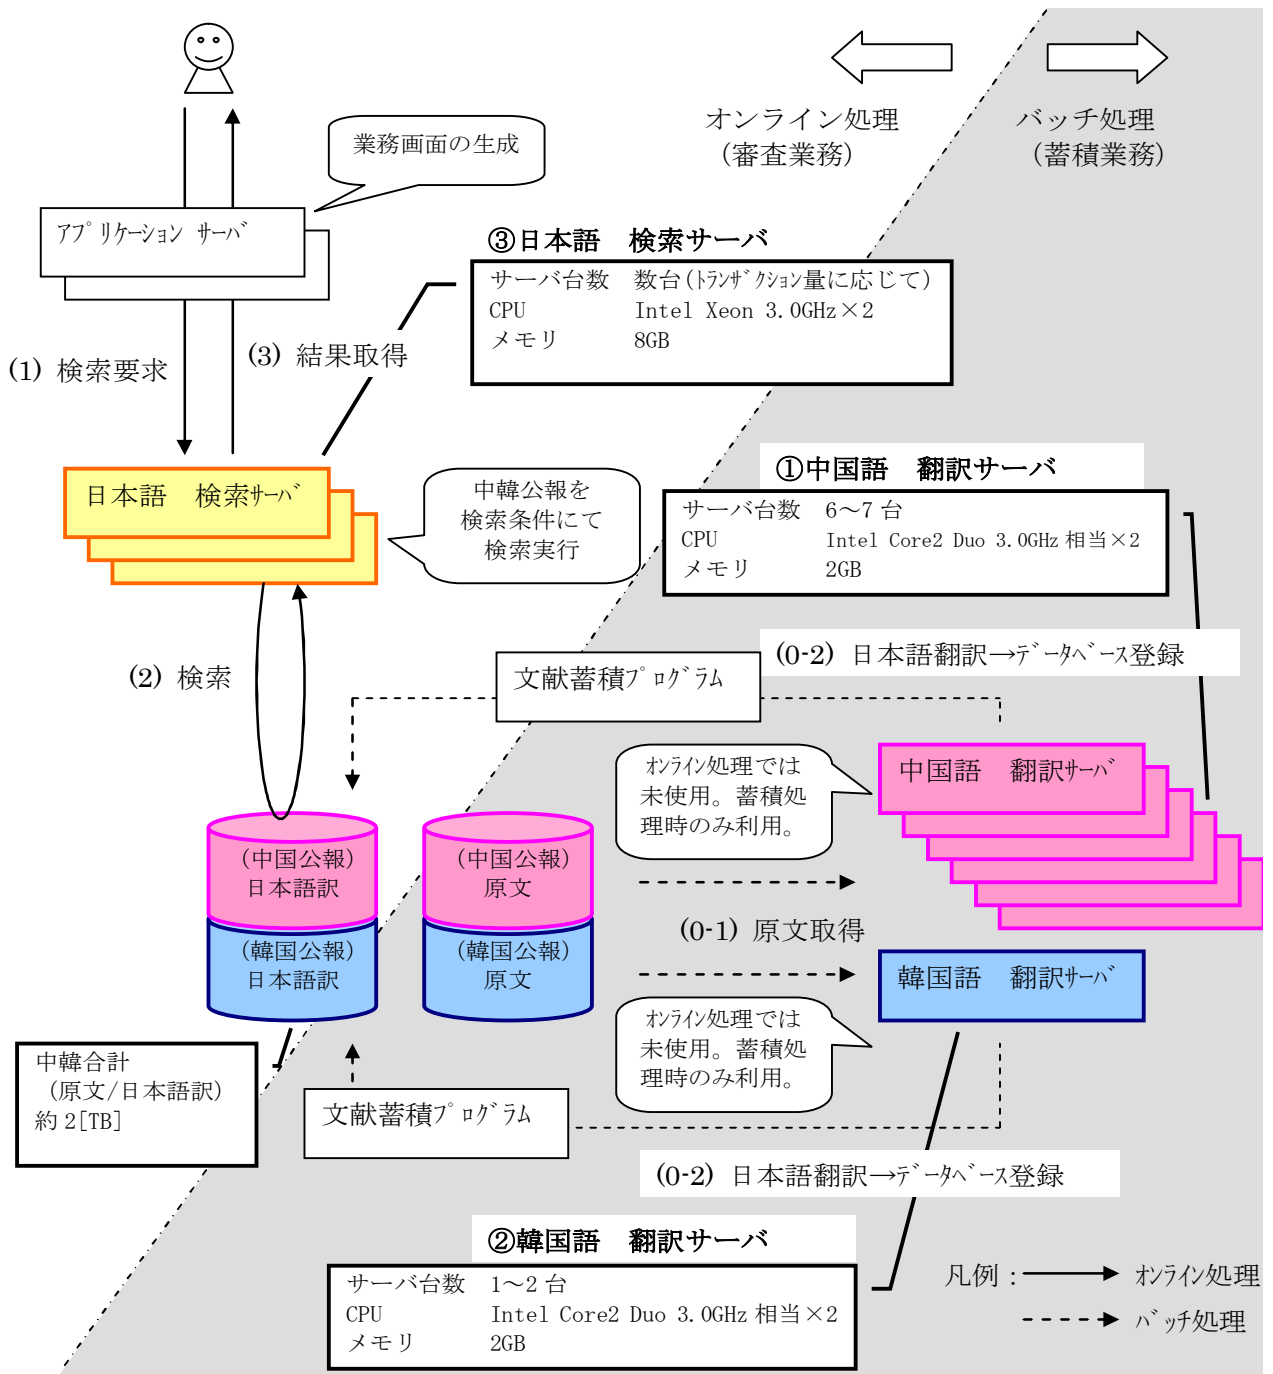 オンライン処理
（審査業務）
バッチ処理
（蓄積業務）
業務画面の生成
ｱﾌﾟﾘｹｰｼｮﾝ ｻｰﾊﾞ
③日本語　検索サーバ
サーバ台数　数台（ﾄﾗﾝｻﾞｸｼｮﾝ量に応じて）
CPU　Intel Xeon 3.0GHz×2
メモリ　8GB
(1) 検索要求
(3) 結果取得
日本語　検索ｻｰﾊﾞ
中韓公報を
検索条件にて
検索実行
①中国語　翻訳サーバ
サーバ台数　6～7 台
CPU　Intel Core2 Duo 3.0GHz 相当×2
メモリ　2GB
(2) 検索
(0-2) 日本語翻訳→ﾃﾞｰﾀﾍﾞｰｽ登録
文献蓄積ﾌﾟﾛｸﾞﾗﾑ
ｵﾝﾗｲﾝ処理では
未使用。蓄積処
理時のみ利用。
中国語　翻訳ｻｰﾊﾞ
（中国公報）
日本語訳
（中国公報）
原文
(0-1) 原文取得
（韓国公報）
日本語訳
（韓国公報）
原文
韓国語　翻訳ｻｰﾊﾞ
ｵﾝﾗｲﾝ処理では
未使用。蓄積処
理時のみ利用。
中韓合計
（原文/日本語訳）
約 2[TB]
文献蓄積ﾌﾟﾛｸﾞﾗﾑ
(0-2) 日本語翻訳→ﾃﾞｰﾀﾍﾞｰｽ登録
②韓国語　翻訳サーバ
サーバ台数　1～2 台
CPU　Intel Core2 Duo 3.0GHz 相当×2
メモリ　2GB
凡例：
ｵﾝﾗｲﾝ処理
ﾊﾞｯﾁ処理